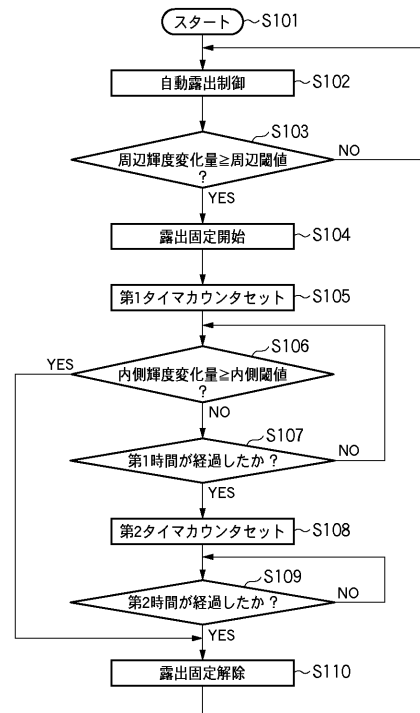 スタート S101
自動露出制御 S102
S103
周辺輝度変化量≧周辺閾値 NO
?
YES
露出固定開始 S104
第1タイマカウンタセット S105
S106
YES
内側輝度変化量≧内側閾値
?
NO
S107
第1時間が経過したか? NO
YES
第2タイマカウンタセット S108
S109
第2時間が経過したか? NO
YES
露出固定解除 S110